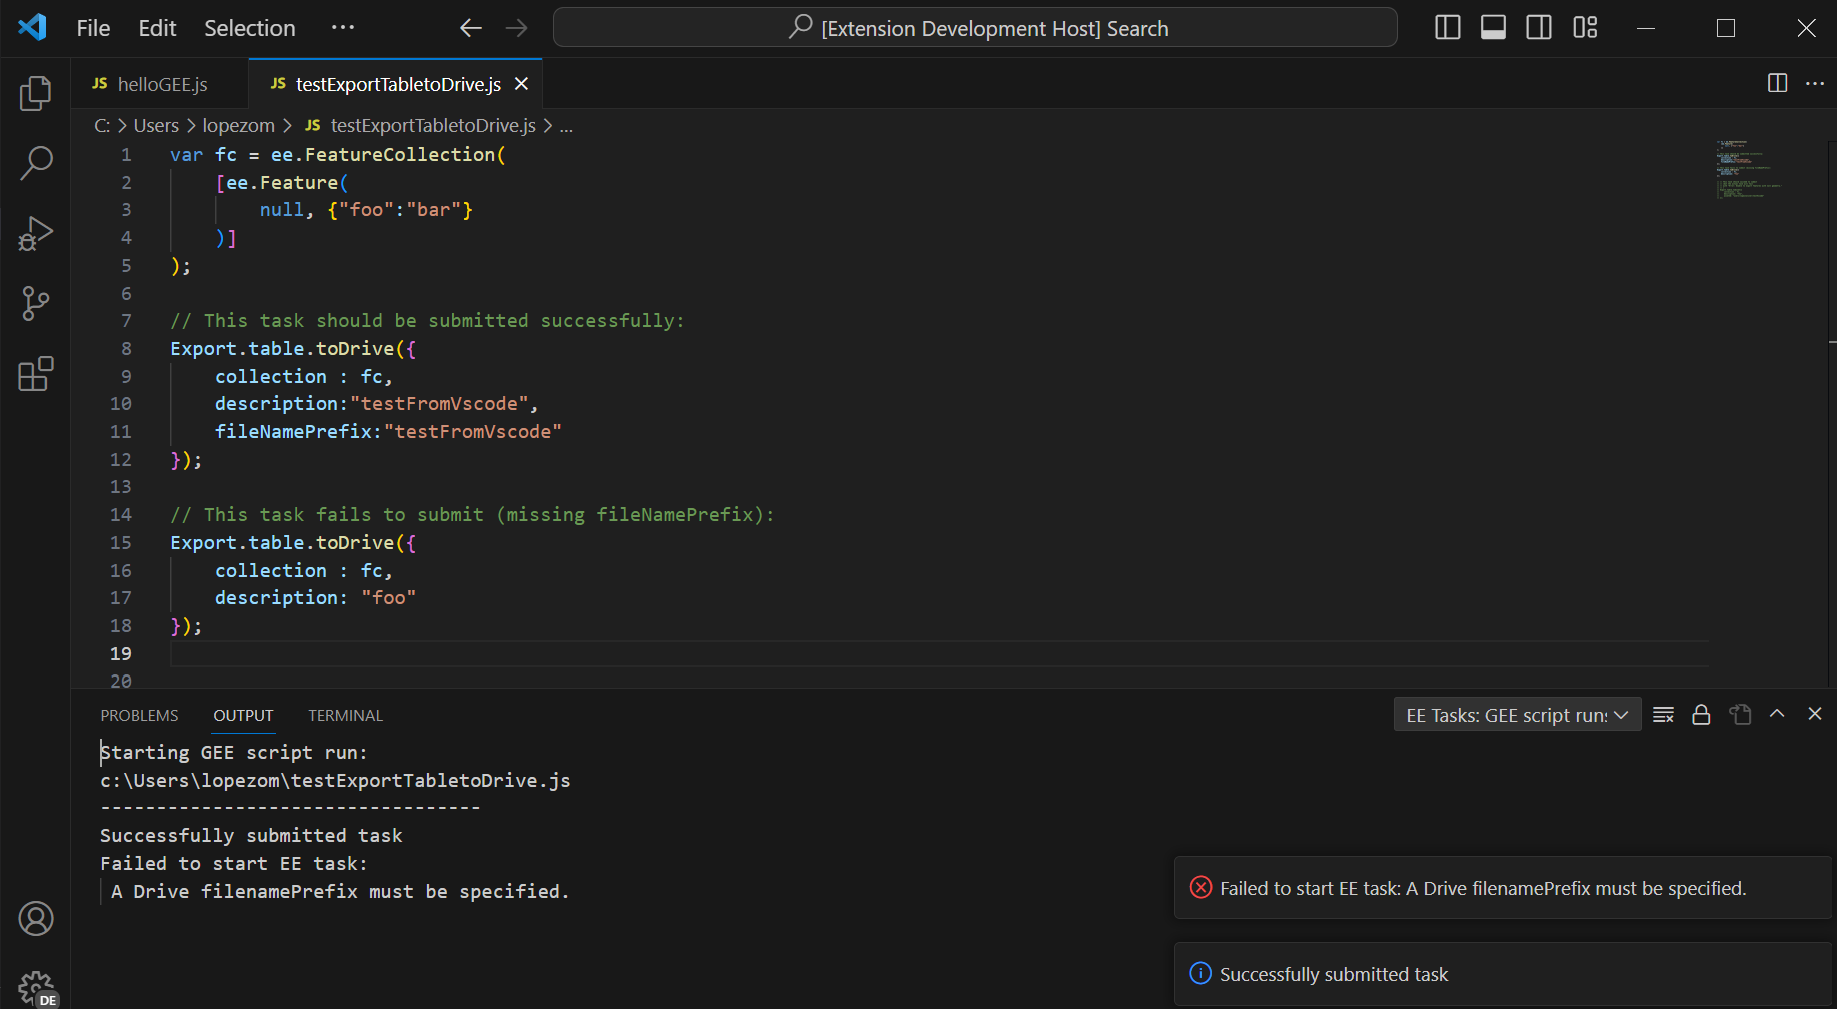 File Edit Selection ···
[Extension Development Host] Search
JS helloGEE.js
JS testExportTabletoDrive.js
C: > Users > lopezom > JS testExportTabletoDrive.js > ...
1 var fc = ee.FeatureCollection(
2 [ee.Feature(
3 null, {"foo":"bar"}
4 )]
5 );
6
7 // This task should be submitted successfully:
8 Export.table.toDrive({
9 collection : fc,
10 description:"testFromVscode",
11 fileNamePrefix:"testFromVscode"
12 });
13
14 // This task fails to submit (missing fileNamePrefix):
15 Export.table.toDrive({
16 collection : fc,
17 description: "foo"
18 });
19
20
PROBLEMS OUTPUT TERMINAL
EE Tasks: GEE script run:
Starting GEE script run:
c:\Users\lopezom\testExportTabletoDrive.js
----------------------------------
Successfully submitted task
Failed to start EE task:
A Drive filenamePrefix must be specified.
Failed to start EE task: A Drive filenamePrefix must be specified.
Successfully submitted task
DE